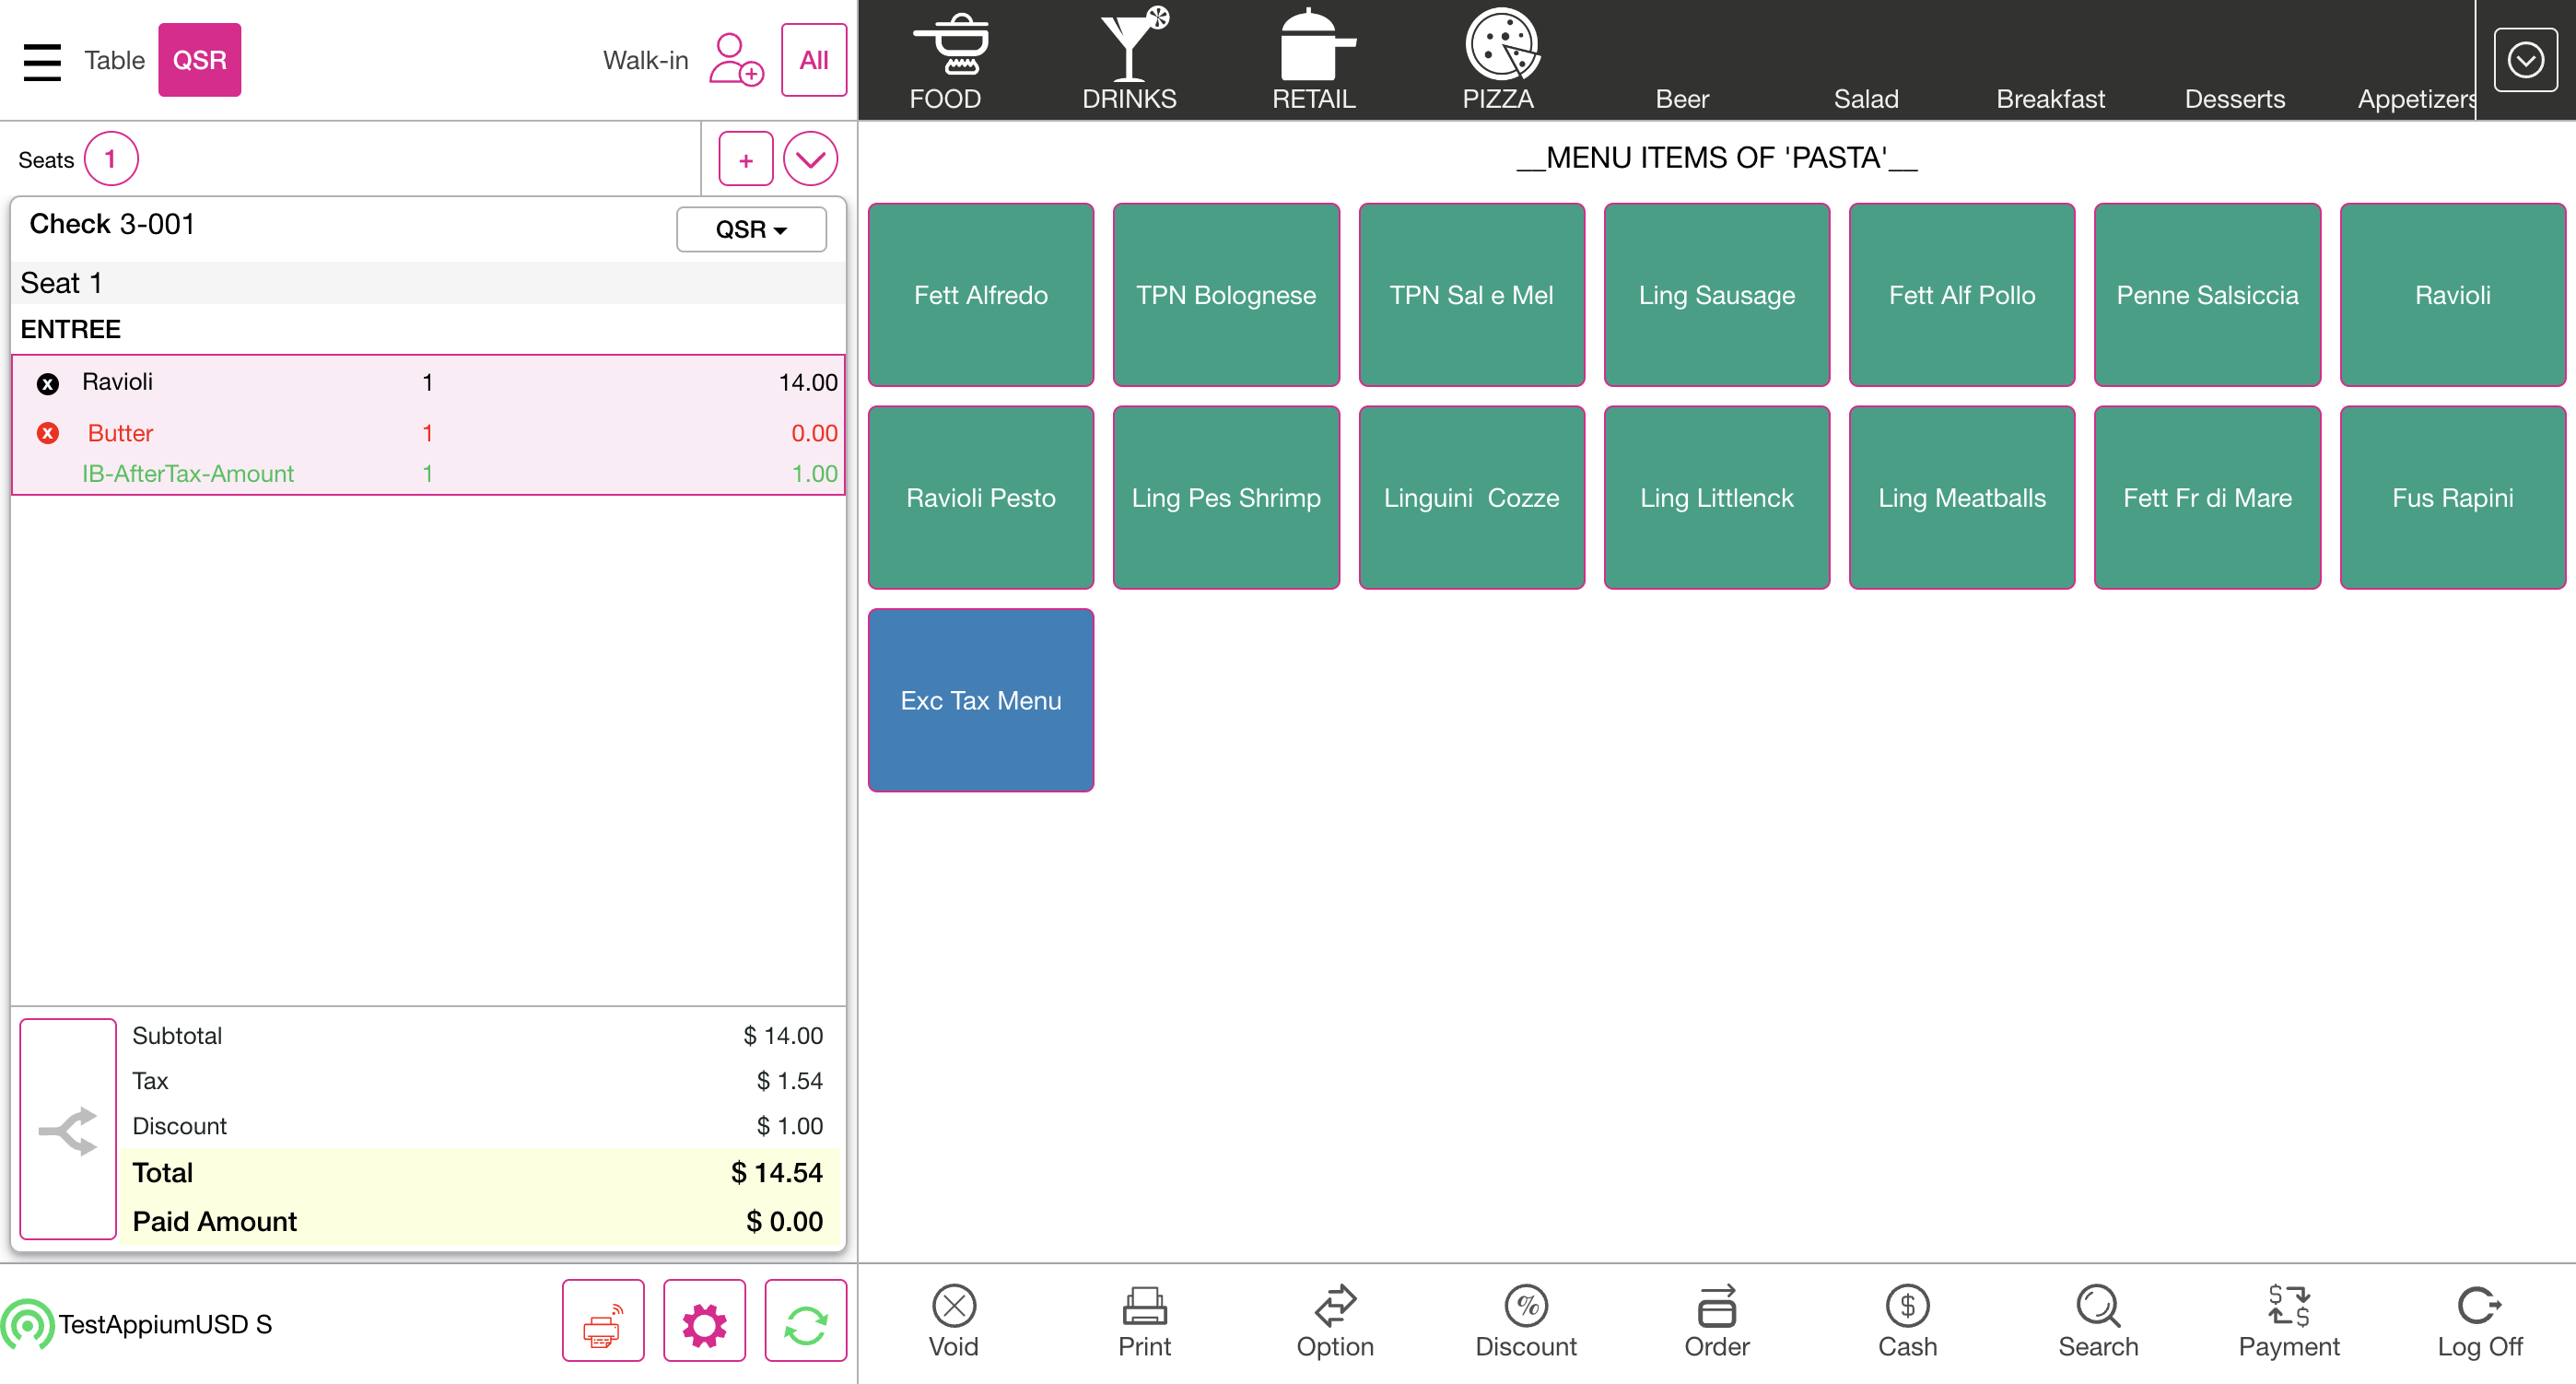 Table QSR Walk-in All
FOOD DRINKS RETAIL PIZZA Beer Salad Breakfast Desserts Appetizers
Seats 1 +
__MENU ITEMS OF 'PASTA'__
Check 3-001 QSR
Seat 1
ENTREE
x Ravioli 1 14.00
x Butter 1 0.00
IB-AfterTax-Amount 1 1.00
Fett Alfredo TPN Bolognese TPN Sal e Mel Ling Sausage Fett Alf Pollo Penne Salsiccia Ravioli
Ravioli Pesto Ling Pes Shrimp Linguini Cozze Ling Littlenck Ling Meatballs Fett Fr di Mare Fus Rapini
Exc Tax Menu
Subtotal $ 14.00
Tax $ 1.54
Discount $ 1.00
Total $ 14.54
Paid Amount $ 0.00
TestAppiumUSD S
Void Print Option Discount Order Cash Search Payment Log Off